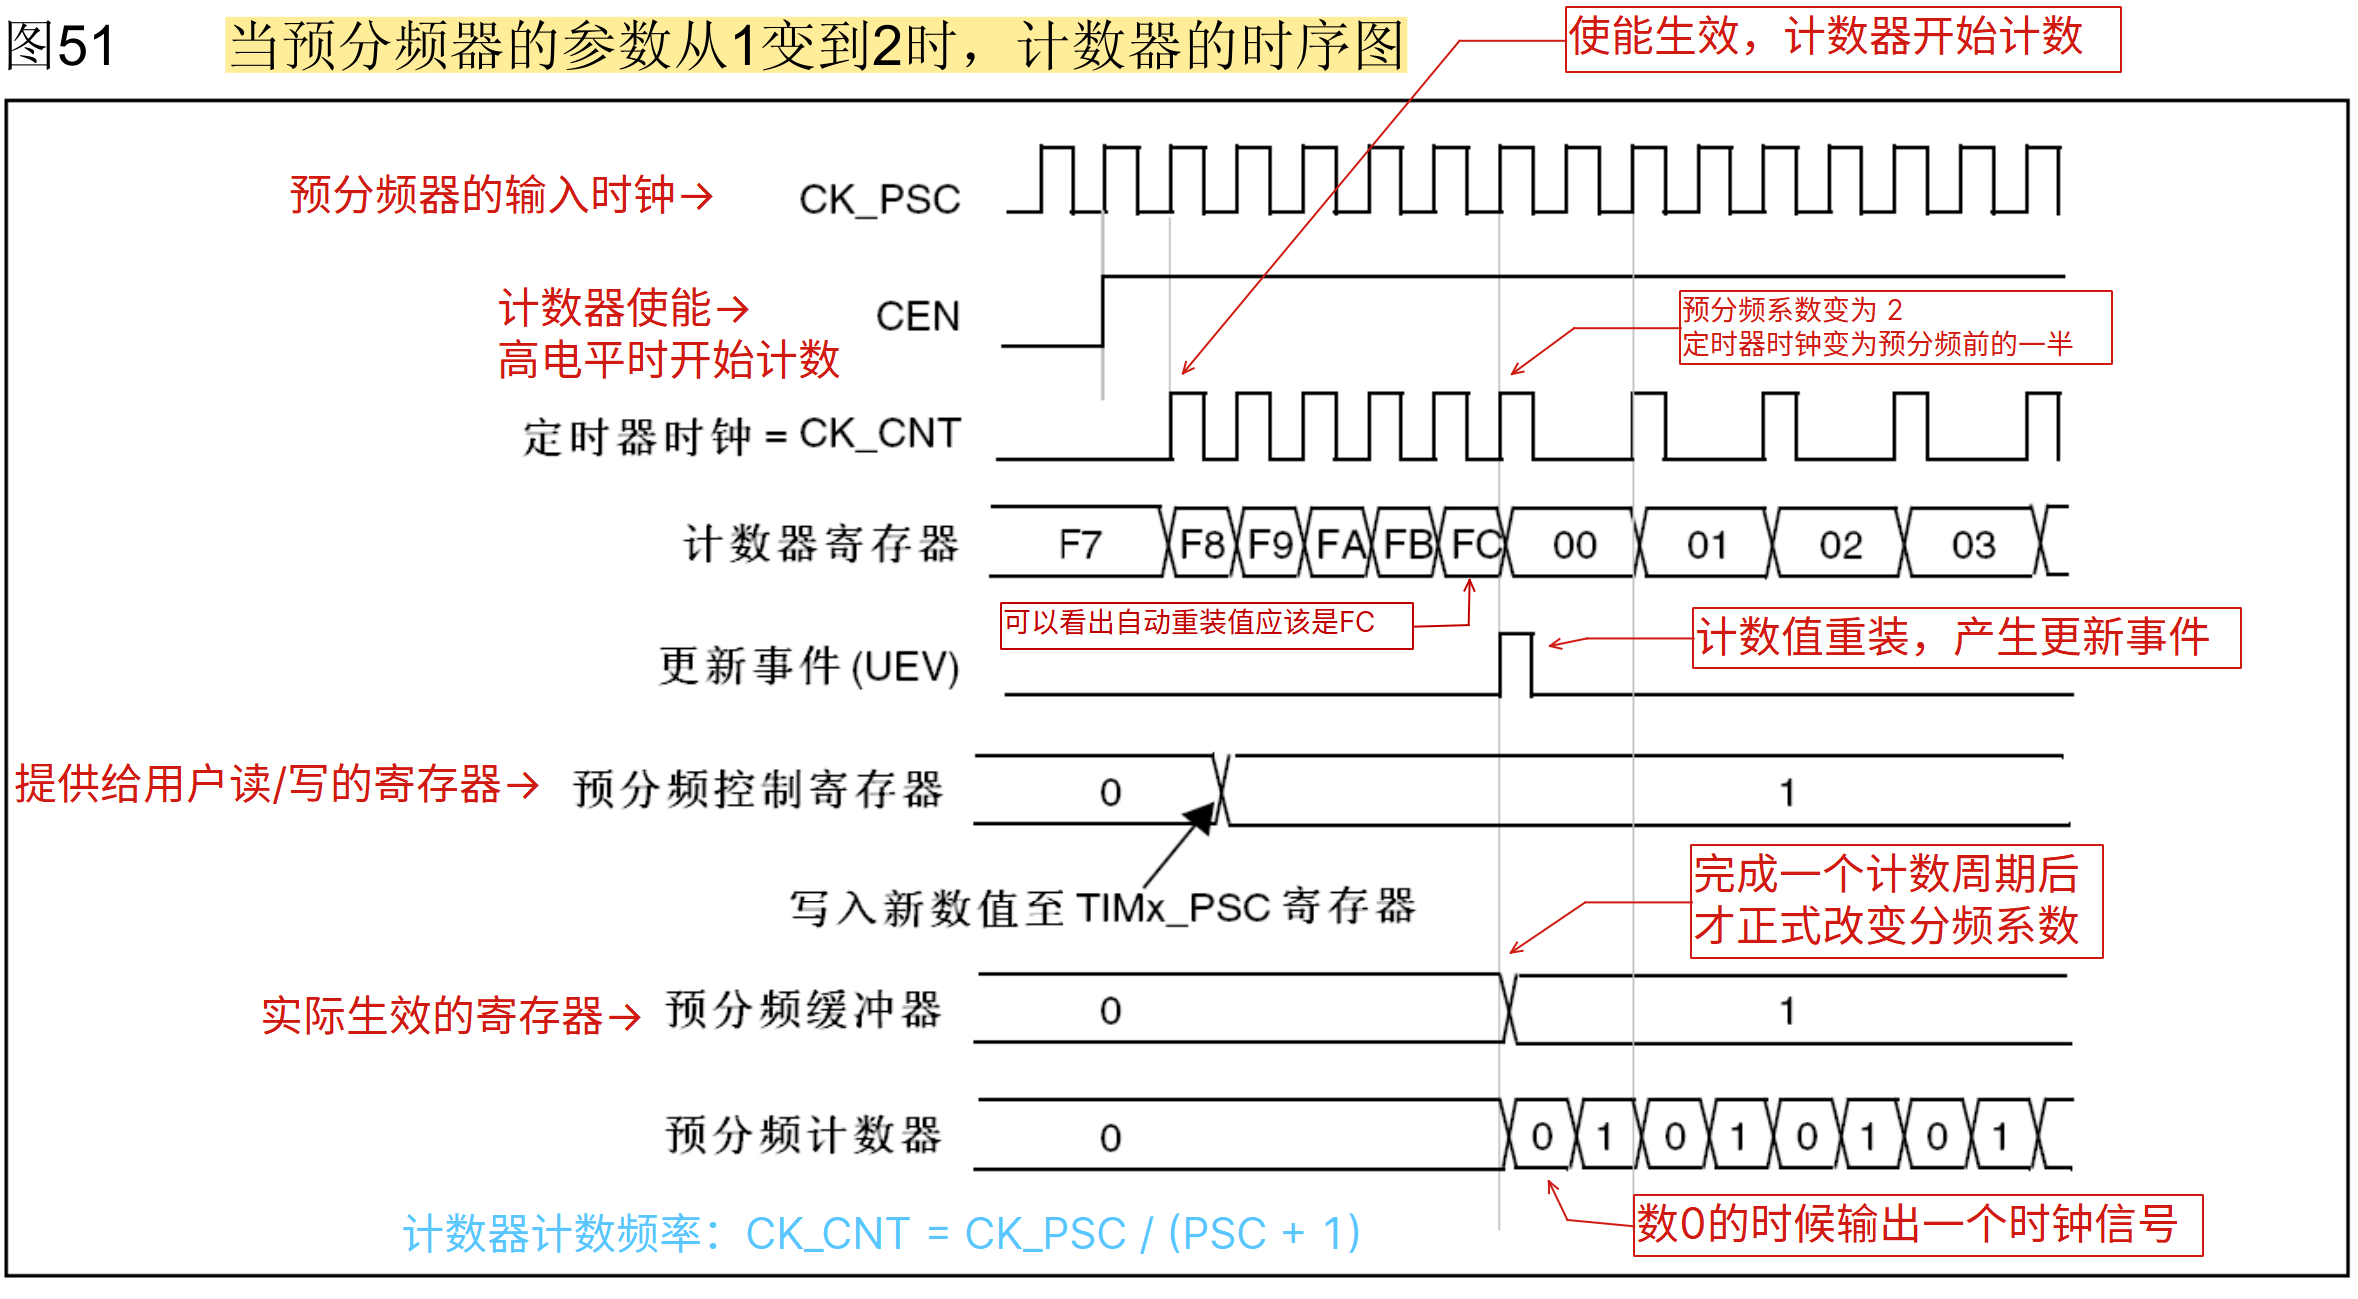 图51 当预分频器的参数从1变到2时，计数器的时序图
使能生效，计数器开始计数
预分频器的输入时钟→ CK_PSC
计数器使能→
高电平时开始计数
CEN
预分频系数变为 2
定时器时钟变为预分频前的一半
定时器时钟 = CK_CNT
计数器寄存器 F7 F8 F9 FA FB FC 00 01 02 03
可以看出自动重装值应该是FC
计数值重装，产生更新事件
更新事件 (UEV)
提供给用户读/写的寄存器→ 预分频控制寄存器 0 1
写入新数值至 TIMx_PSC 寄存器
完成一个计数周期后
才正式改变分频系数
实际生效的寄存器→ 预分频缓冲器 0 1
预分频计数器 0 0 1 0 1 0 1 0 1
数0的时候输出一个时钟信号
计数器计数频率：CK_CNT = CK_PSC / (PSC + 1)